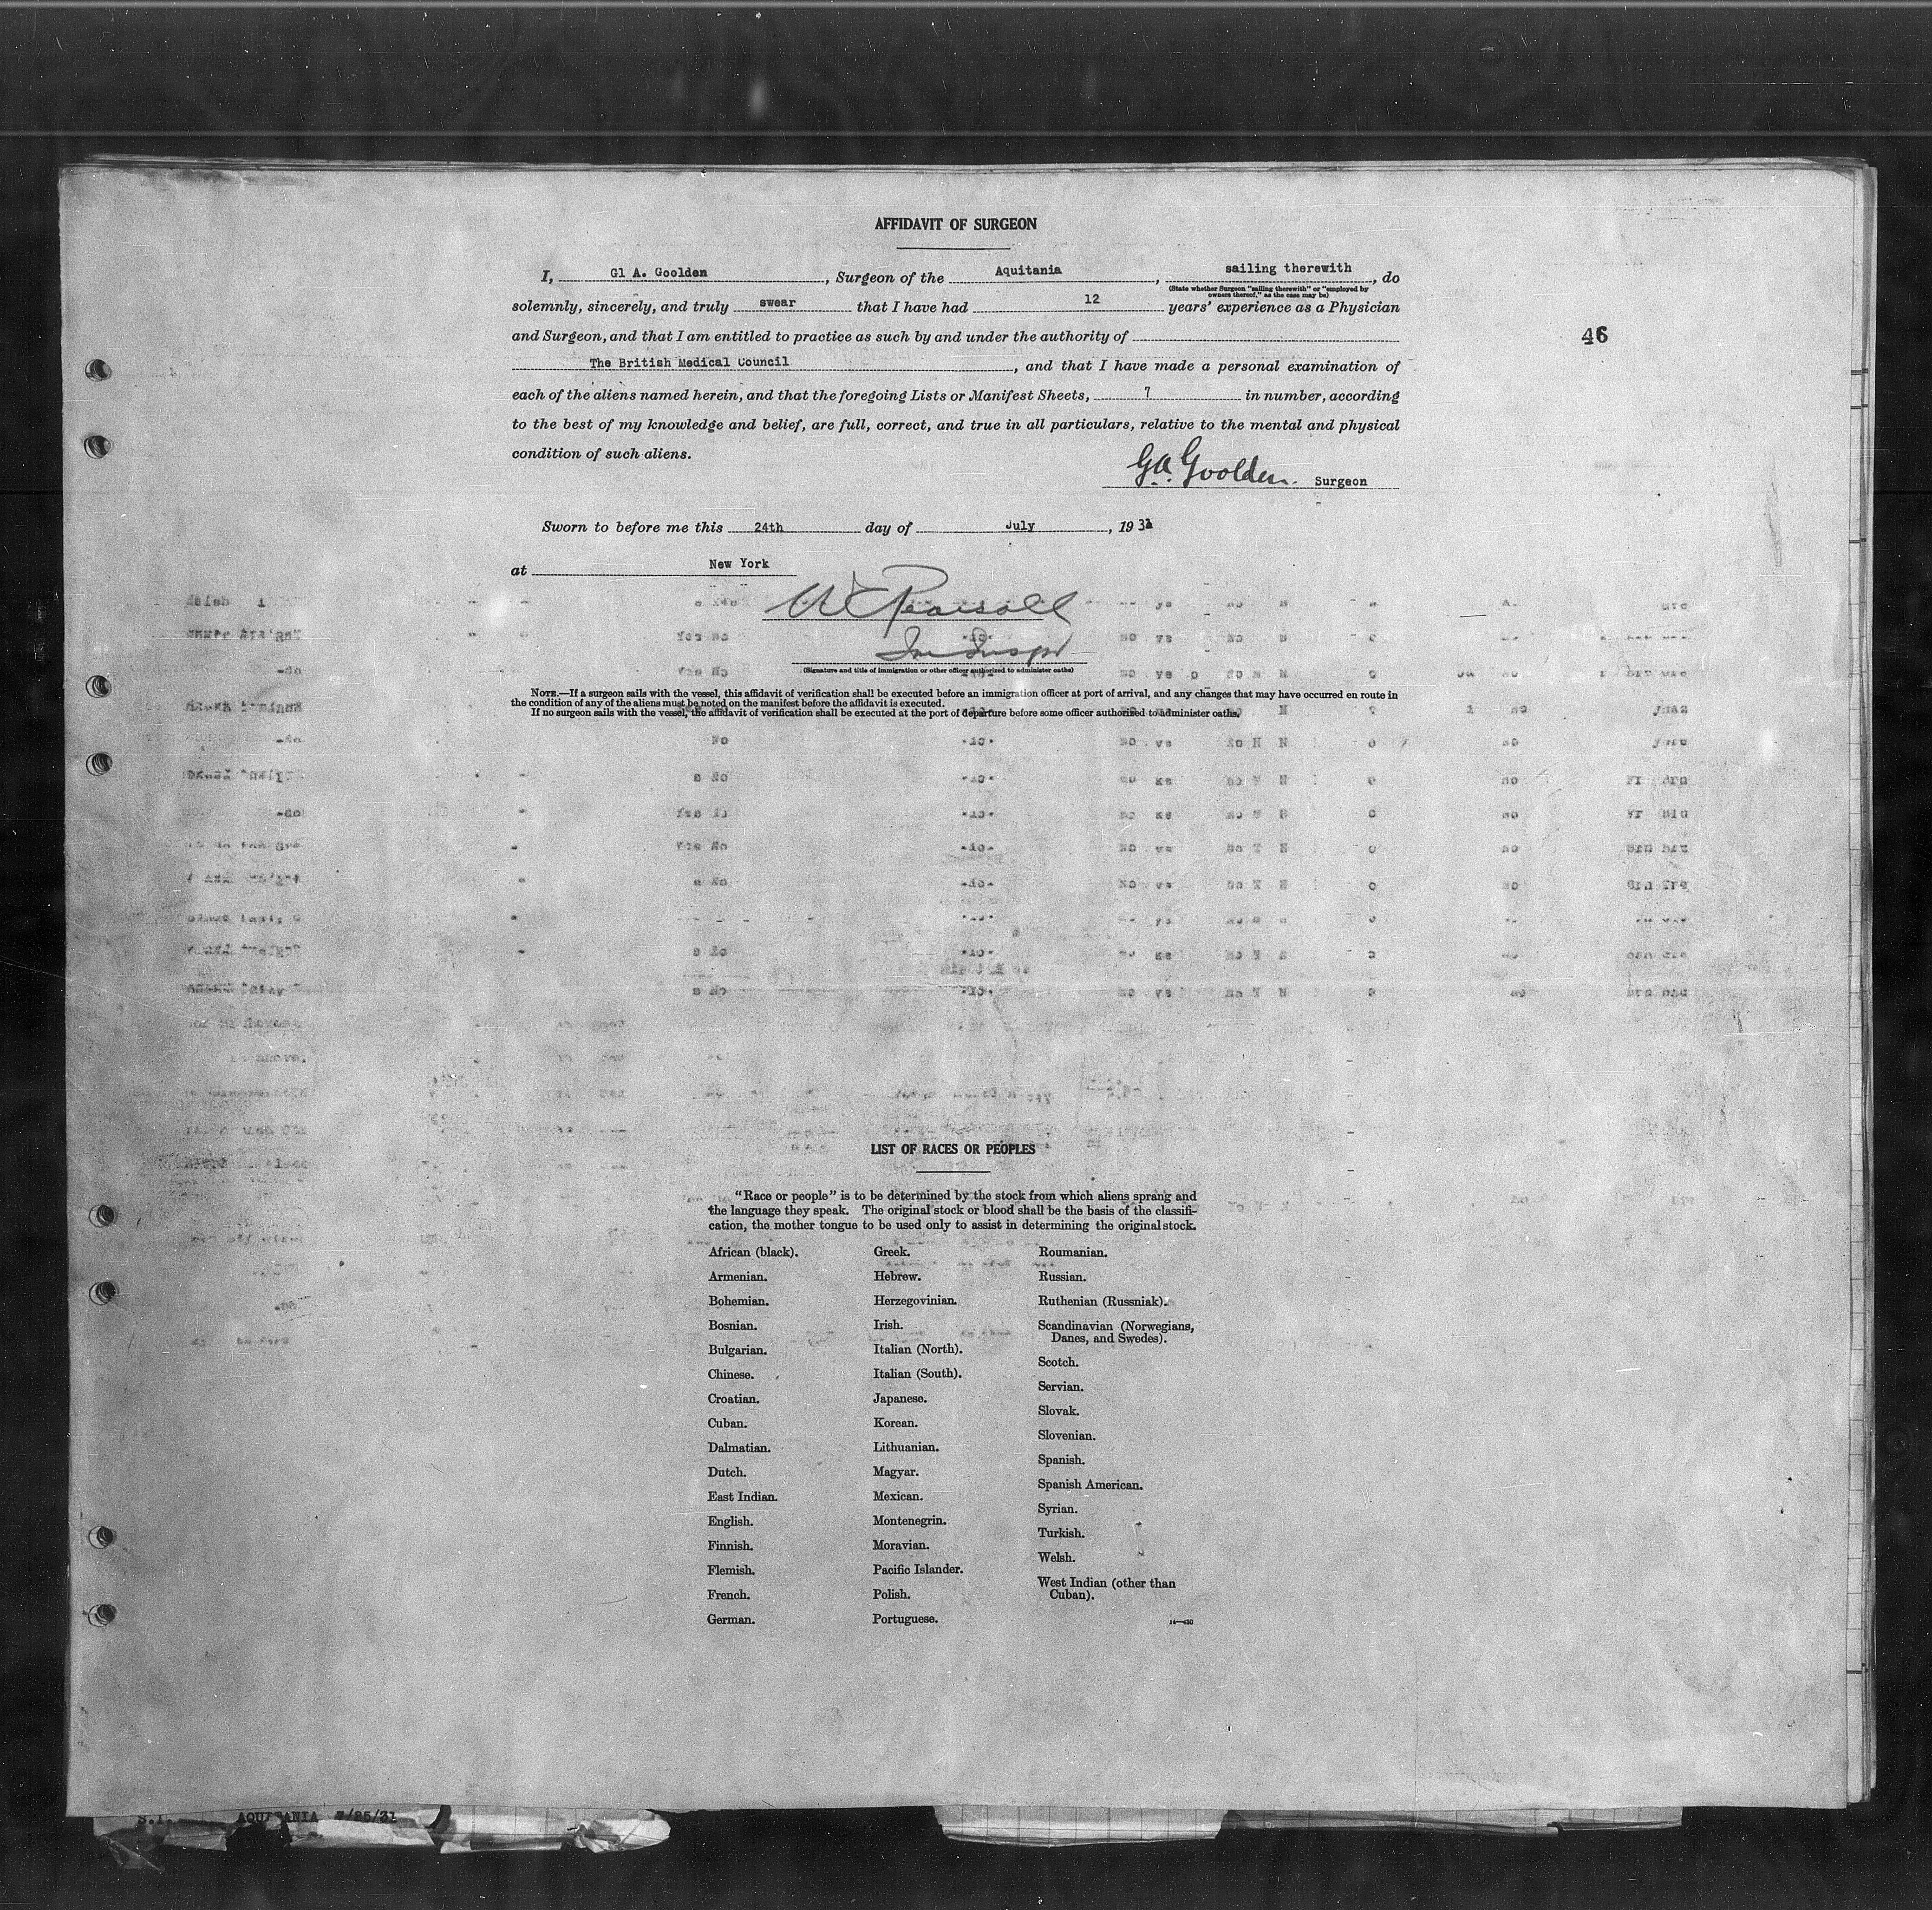 AFFIDAVIT OF SURGEON
I, Gl A. Goolden, Surgeon of the Aquitania, sailing therewith, do
(State whether Surgeon "sailing therewith" or "employed by
owners thereof," as the case may be)
solemnly, sincerely, and truly swear that I have had 12 years' experience as a Physician
and Surgeon, and that I am entitled to practice as such by and under the authority of
46
The British Medical Council, and that I have made a personal examination of
each of the aliens named herein, and that the foregoing Lists or Manifest Sheets, 7 in number, according
to the best of my knowledge and belief, are full, correct, and true in all particulars, relative to the mental and physical
condition of such aliens.
G.A. Goolden. Surgeon
Sworn to before me this 24th day of July, 1931
at New York
Pearsall
Im Inspr
(Signature and title of immigration or other officer authorized to administer oaths)
NOTE.—If a surgeon sails with the vessel, this affidavit of verification shall be executed before an immigration officer at port of arrival, and any changes that may have occurred en route in
the condition of any of the aliens must be noted on the manifest before the affidavit is executed.
If no surgeon sails with the vessel, the affidavit of verification shall be executed at the port of departure before some officer authorized to administer oaths.
LIST OF RACES OR PEOPLES
"Race or people" is to be determined by the stock from which aliens sprang and
the language they speak. The original stock or blood shall be the basis of the classifi-
cation, the mother tongue to be used only to assist in determining the original stock.
African (black).
Armenian.
Bohemian.
Bosnian.
Bulgarian.
Chinese.
Croatian.
Cuban.
Dalmatian.
Dutch.
East Indian.
English.
Finnish.
Flemish.
French.
German.
Greek.
Hebrew.
Herzegovinian.
Irish.
Italian (North).
Italian (South).
Japanese.
Korean.
Lithuanian.
Magyar.
Mexican.
Montenegrin.
Moravian.
Pacific Islander.
Polish.
Portuguese.
Roumanian.
Russian.
Ruthenian (Russniak).
Scandinavian (Norwegians,
Danes, and Swedes).
Scotch.
Servian.
Slovak.
Slovenian.
Spanish.
Spanish American.
Syrian.
Turkish.
Welsh.
West Indian (other than
Cuban).
14—430
S.I. AQUITANIA 7/25/31